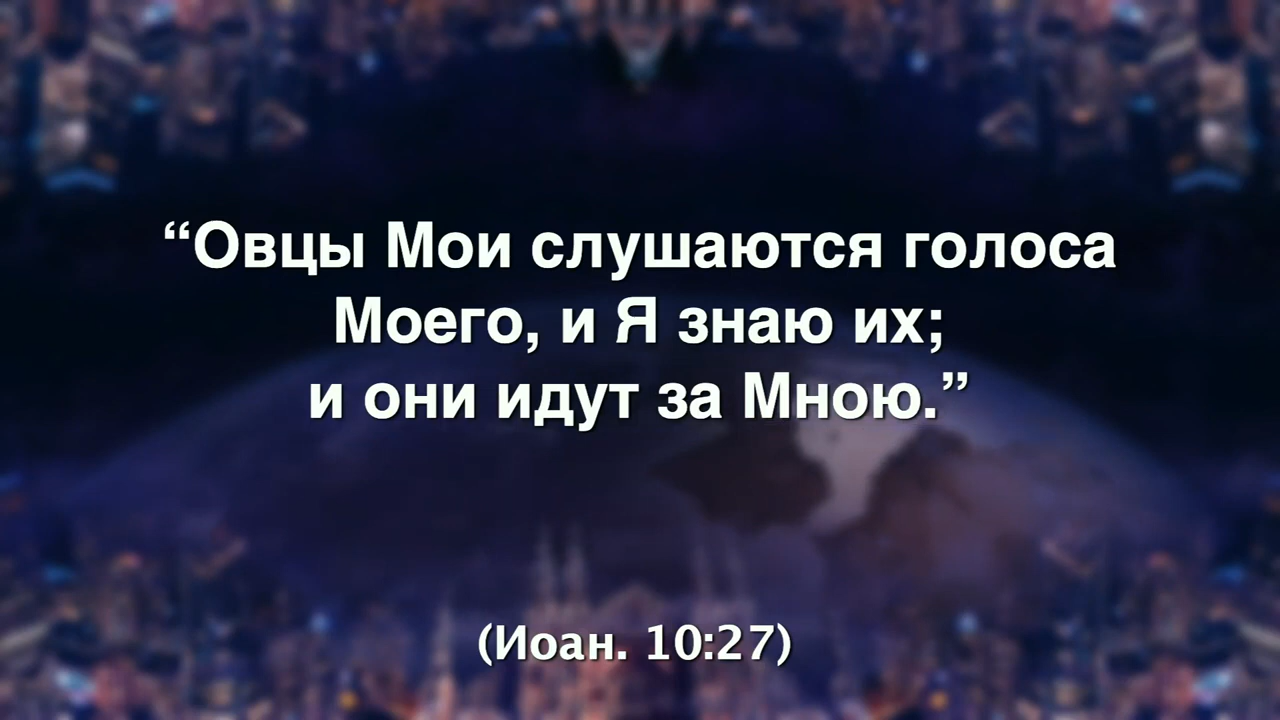 “Овцы Мои слушаются голоса
Моего, и Я знаю их;
и они идут за Мною.”
(Иоан. 10:27)